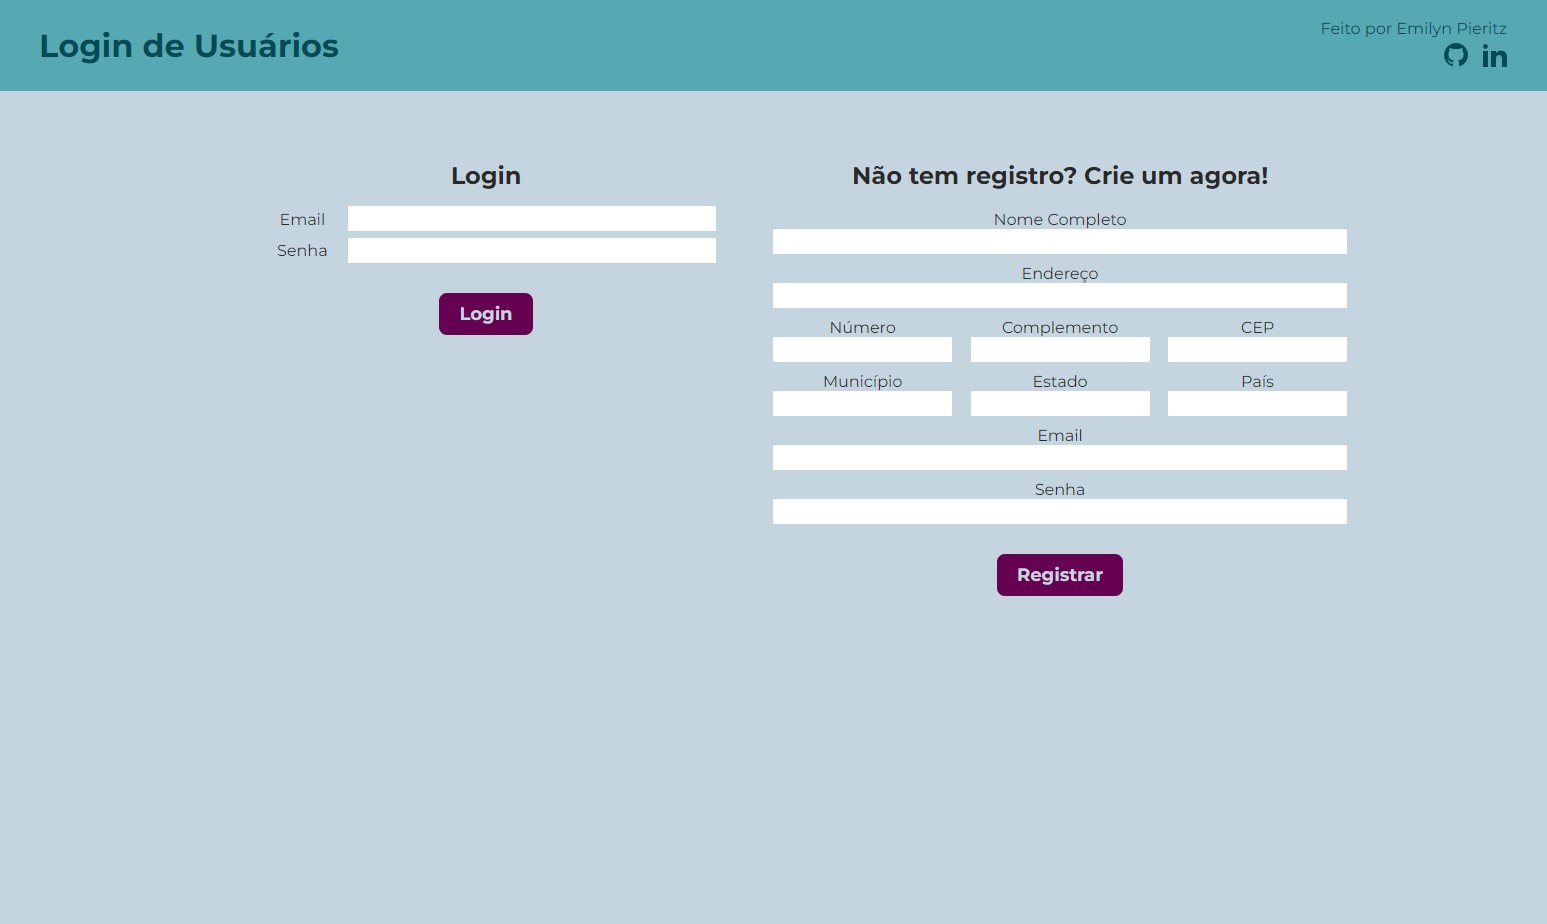 Login de Usuários
Feito por Emilyn Pieritz
Login
Email
Senha
Login
Não tem registro? Crie um agora!
Nome Completo
Endereço
Número Complemento CEP
Município Estado País
Email
Senha
Registrar